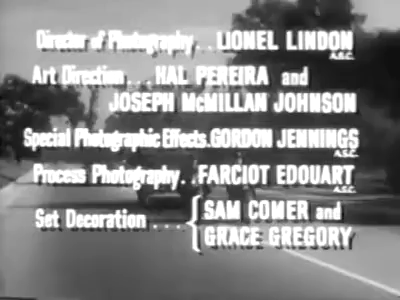 Director of Photography . . LIONEL LINDON
A.S.C.
Art Direction . . . HAL PEREIRA and
JOSEPH McMILLAN JOHNSON
Special Photographic Effects. GORDON JENNINGS
A.S.C.
Process Photography . . FARCIOT EDOUART
A.S.C.
Set Decoration . . . . { SAM COMER and
GRACE GREGORY